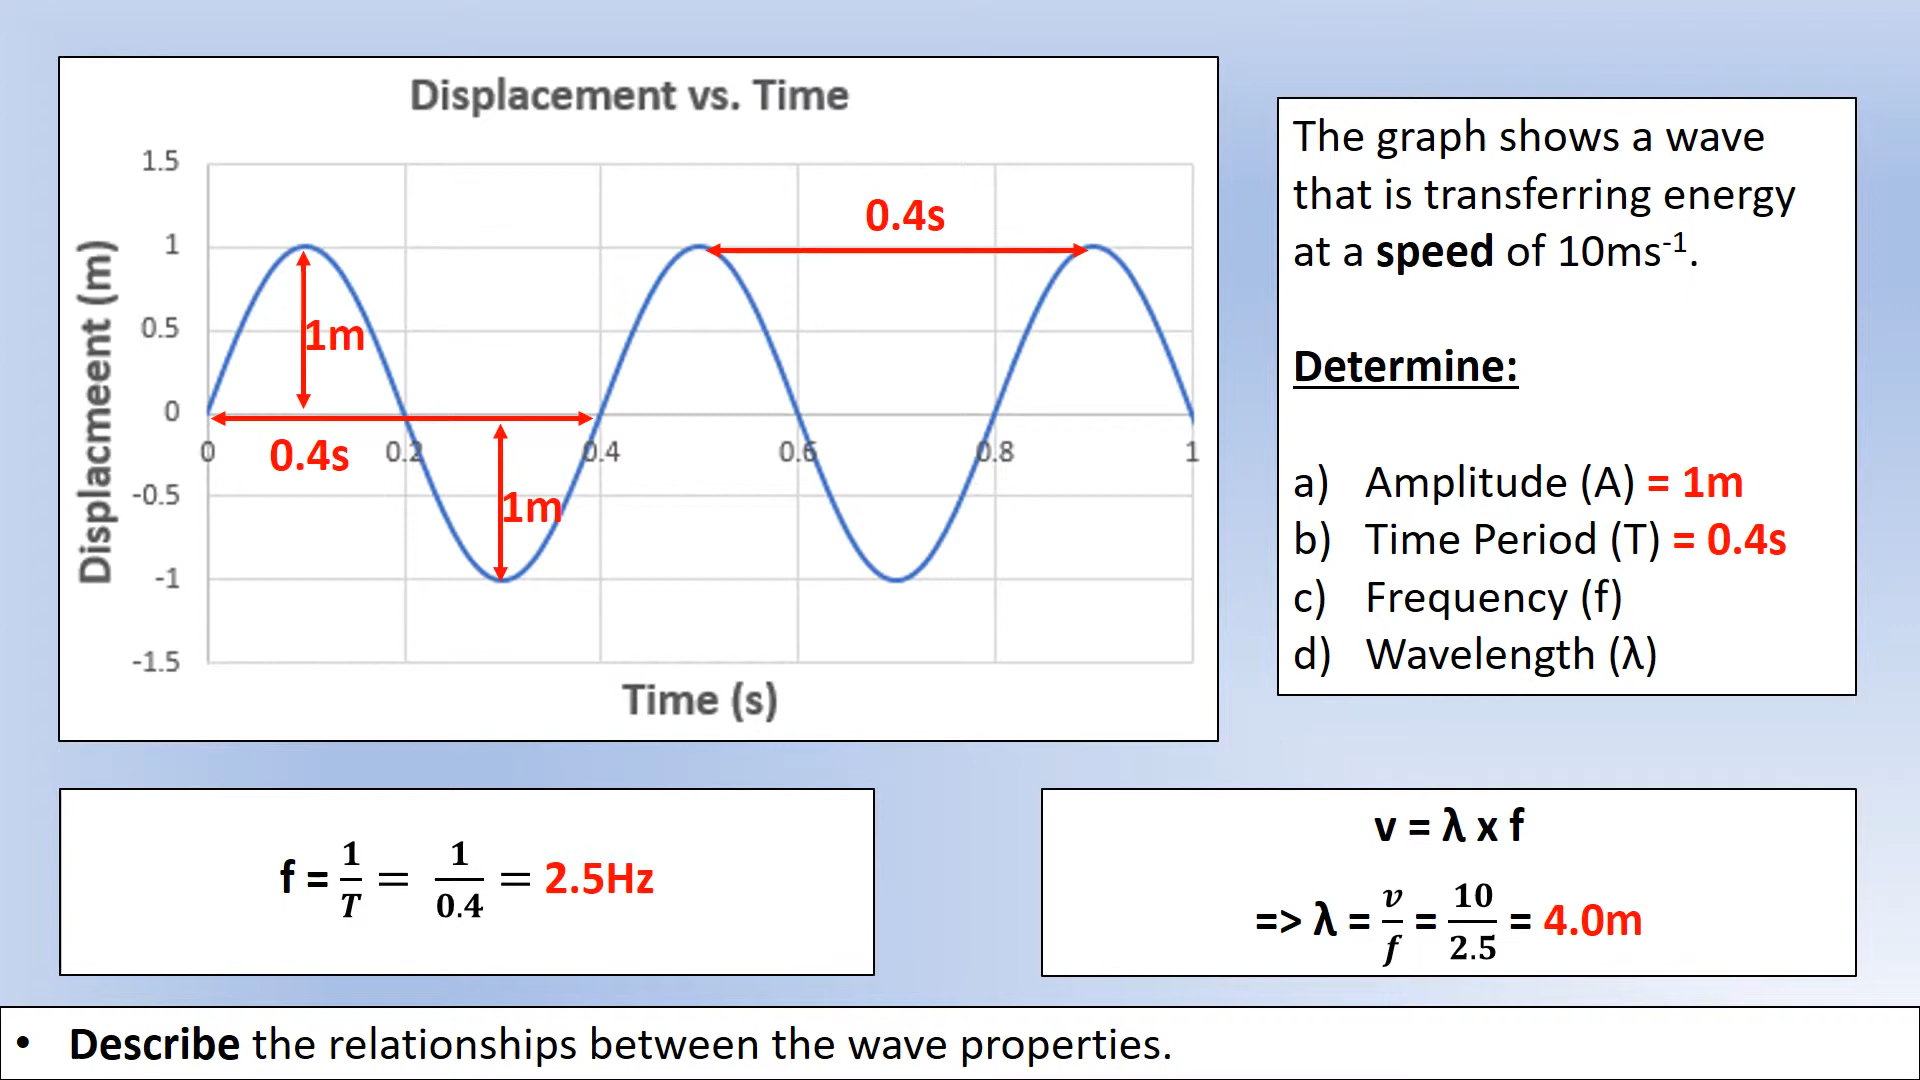 Displacement vs. Time
1.5
1
0.5
0
-0.5
-1
-1.5
Displacmeent (m)
0 0.2 0.4 0.6 0.8 1
Time (s)
1m
0.4s
1m
0.4s
The graph shows a wave
that is transferring energy
at a speed of 10ms⁻¹.
Determine:
a) Amplitude (A) = 1m
b) Time Period (T) = 0.4s
c) Frequency (f)
d) Wavelength (λ)
f = 1/T = 1/0.4 = 2.5Hz
v = λ x f
=> λ = v/f = 10/2.5 = 4.0m
• Describe the relationships between the wave properties.